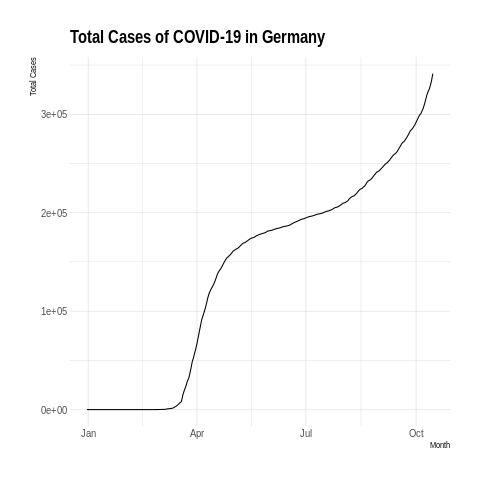 Total Cases of COVID-19 in Germany
Total Cases
3e+05
2e+05
1e+05
0e+00
Jan Apr Jul Oct
Month